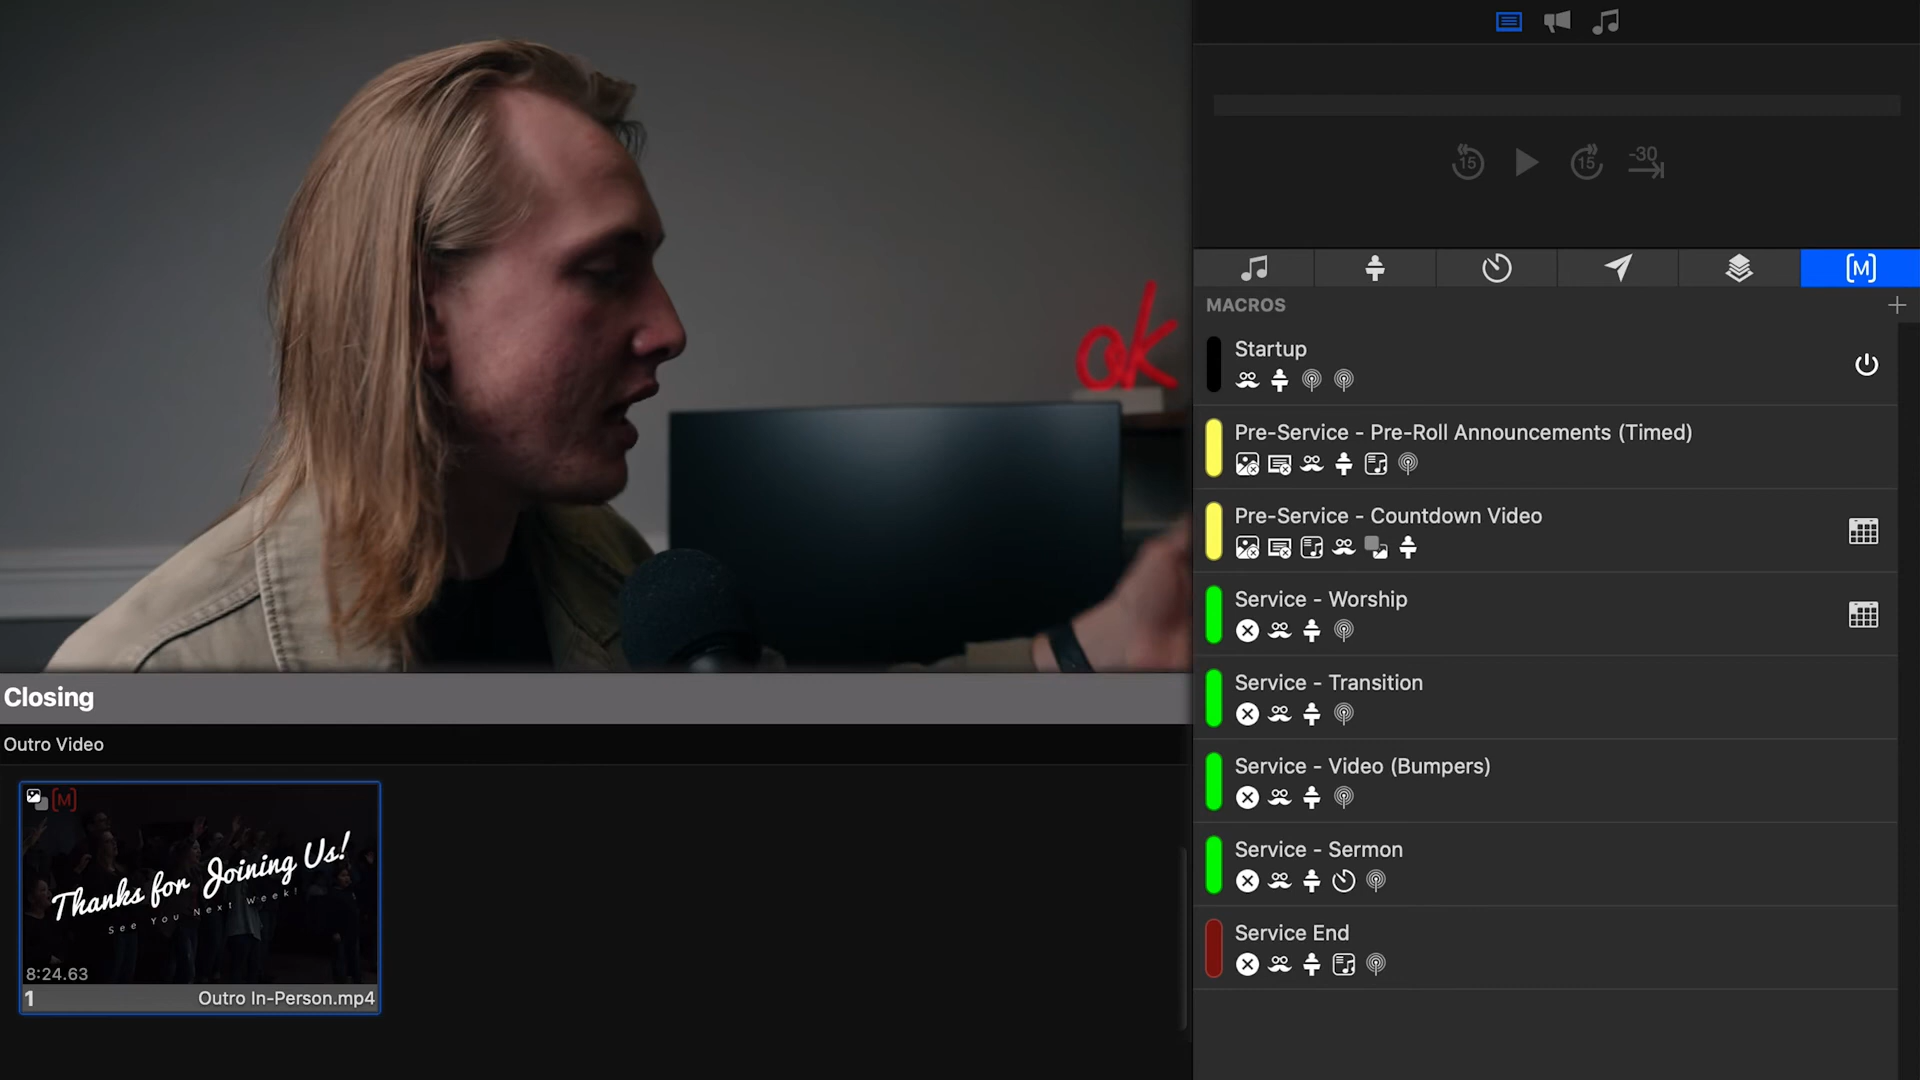 15
15
-30
[M]
MACROS
Startup
Pre-Service - Pre-Roll Announcements (Timed)
Pre-Service - Countdown Video
Service - Worship
Service - Transition
Service - Video (Bumpers)
Service - Sermon
Service End
ok
Closing
Outro Video
[M]
Thanks for Joining Us!
See You Next Week!
8:24.63
1 Outro In-Person.mp4